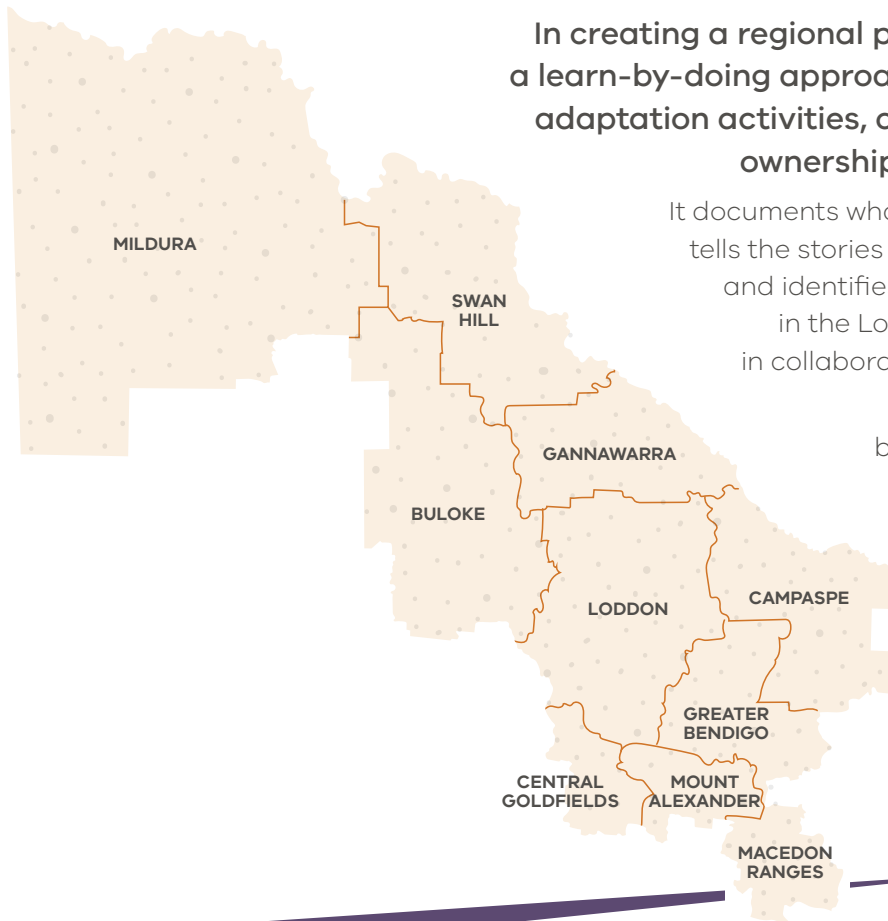 In creating a regional p
a learn-by-doing approa
adaptation activities,
ownership
It documents wha
tells the stories
and identifie
in the Lo
in collabora
b
MILDURA
SWAN
HILL
GANNAWARRA
BULOKE
LODDON
CAMPASPE
GREATER
BENDIGO
CENTRAL
GOLDFIELDS
MOUNT
ALEXANDER
MACEDON
RANGES